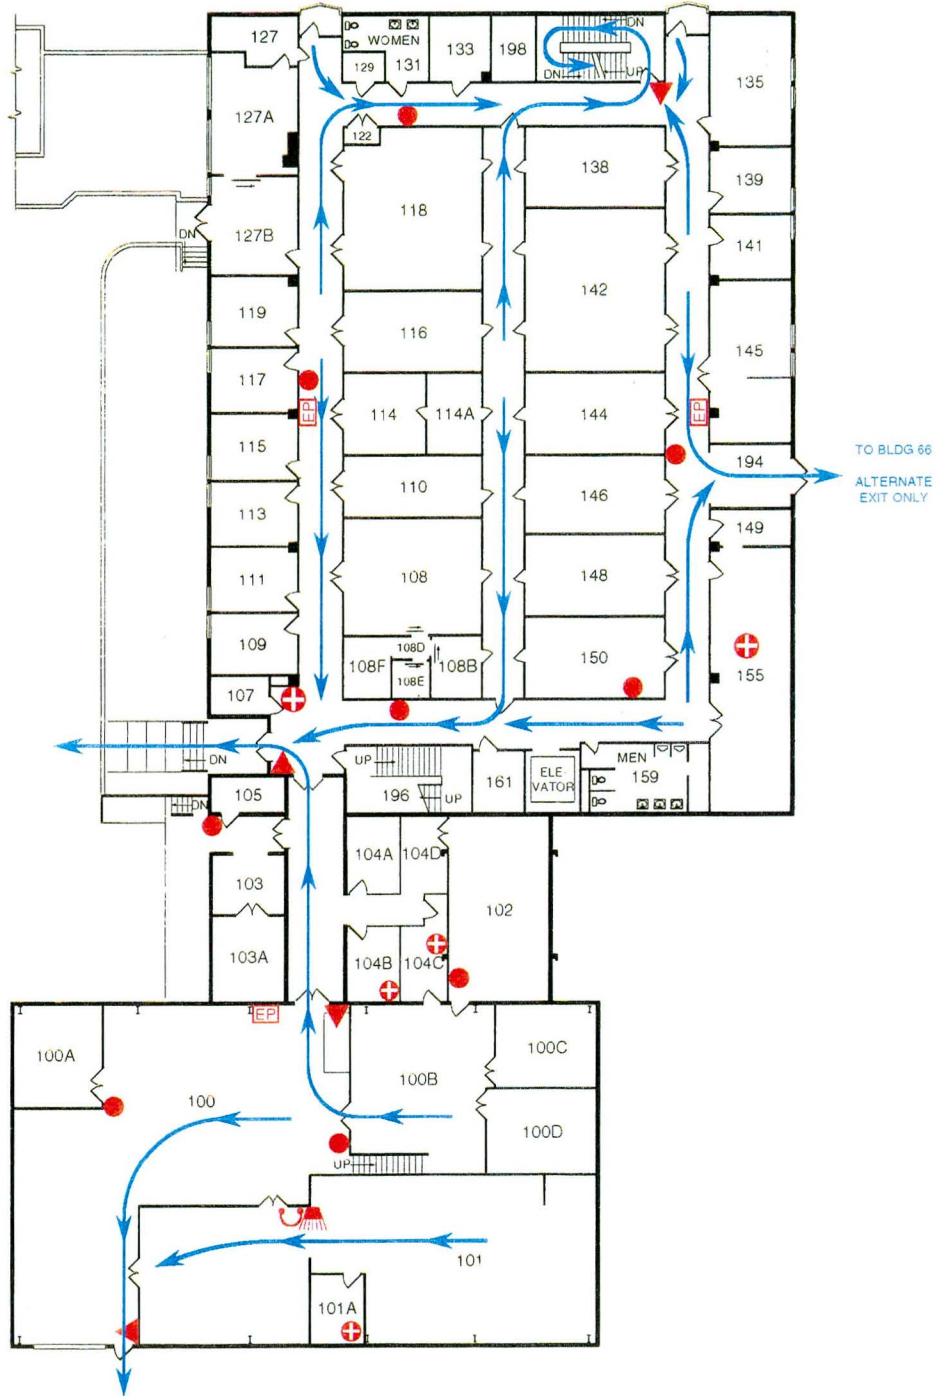 127
WOMEN
133
198
DN
129
131
DN
UP
135
127A
122
138
139
118
DN
127B
141
142
119
116
145
117
EP
114
114A
144
EP
115
194
TO BLDG 66
ALTERNATE
EXIT ONLY
110
146
113
149
111
108
148
109
108D
150
108F
108B
108E
155
107
DN
UP
MEN
161
ELE-
VATOR
159
105
196
UP
DN
104A
104D
103
102
103A
104B
104C
EP
100A
100C
100B
100
100D
UP
101
101A